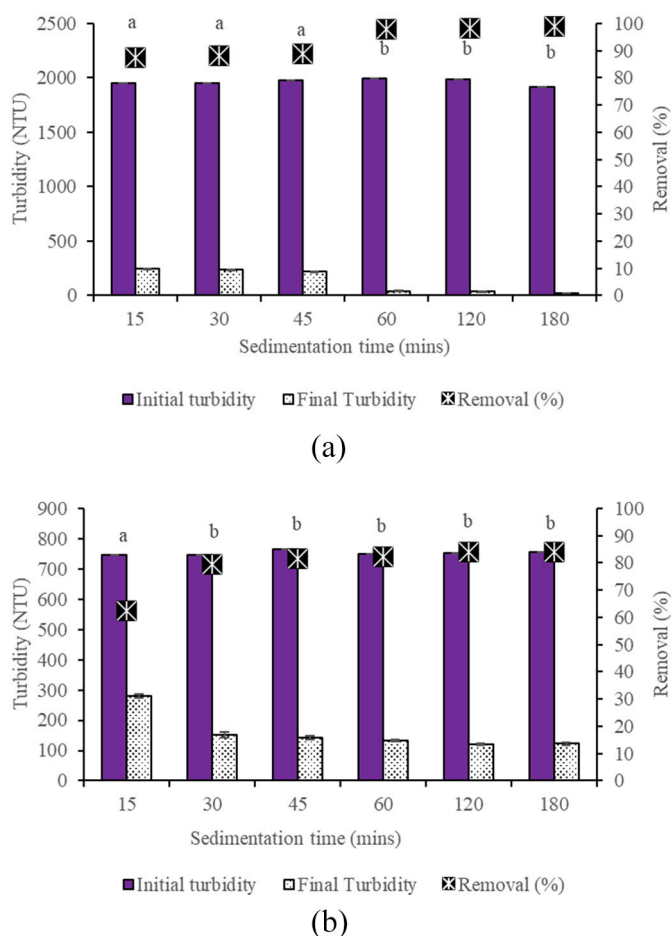 a a a b b b
2500 2000 1500 1000 500 0
Turbidity (NTU)
100 90 80 70 60 50 40 30 20 10 0
Removal (%)
15 30 45 60 120 180
Sedimentation time (mins)
Initial turbidity Final Turbidity Removal (%)
(a)
a b b b b b
900 800 700 600 500 400 300 200 100 0
Turbidity (NTU)
100 90 80 70 60 50 40 30 20 10 0
Removal (%)
15 30 45 60 120 180
Sedimentation time (mins)
Initial turbidity Final Turbidity Removal (%)
(b)